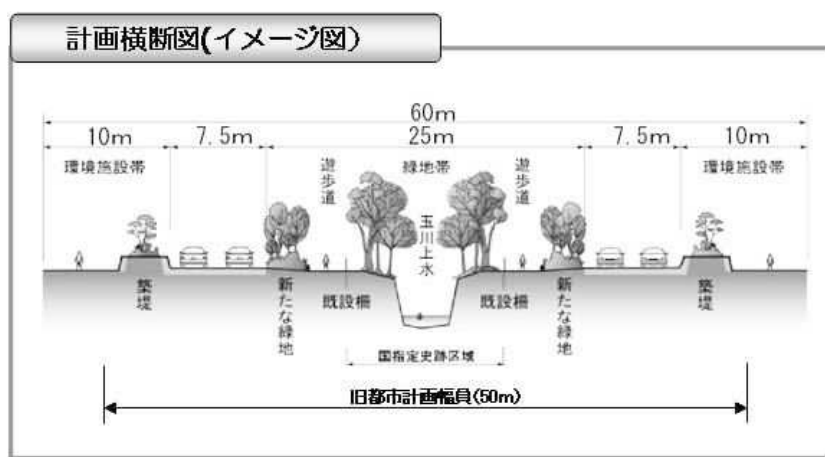 計画横断図(イメージ図)
60m
10m 7.5m 25m 7.5m 10m
環境施設帯 遊歩道 緑地帯 遊歩道 環境施設帯
玉川上水
築堤 新たな緑地 既設柵 既設柵 新たな緑地 築堤
国指定史跡区域
旧都市計画幅員(50m)